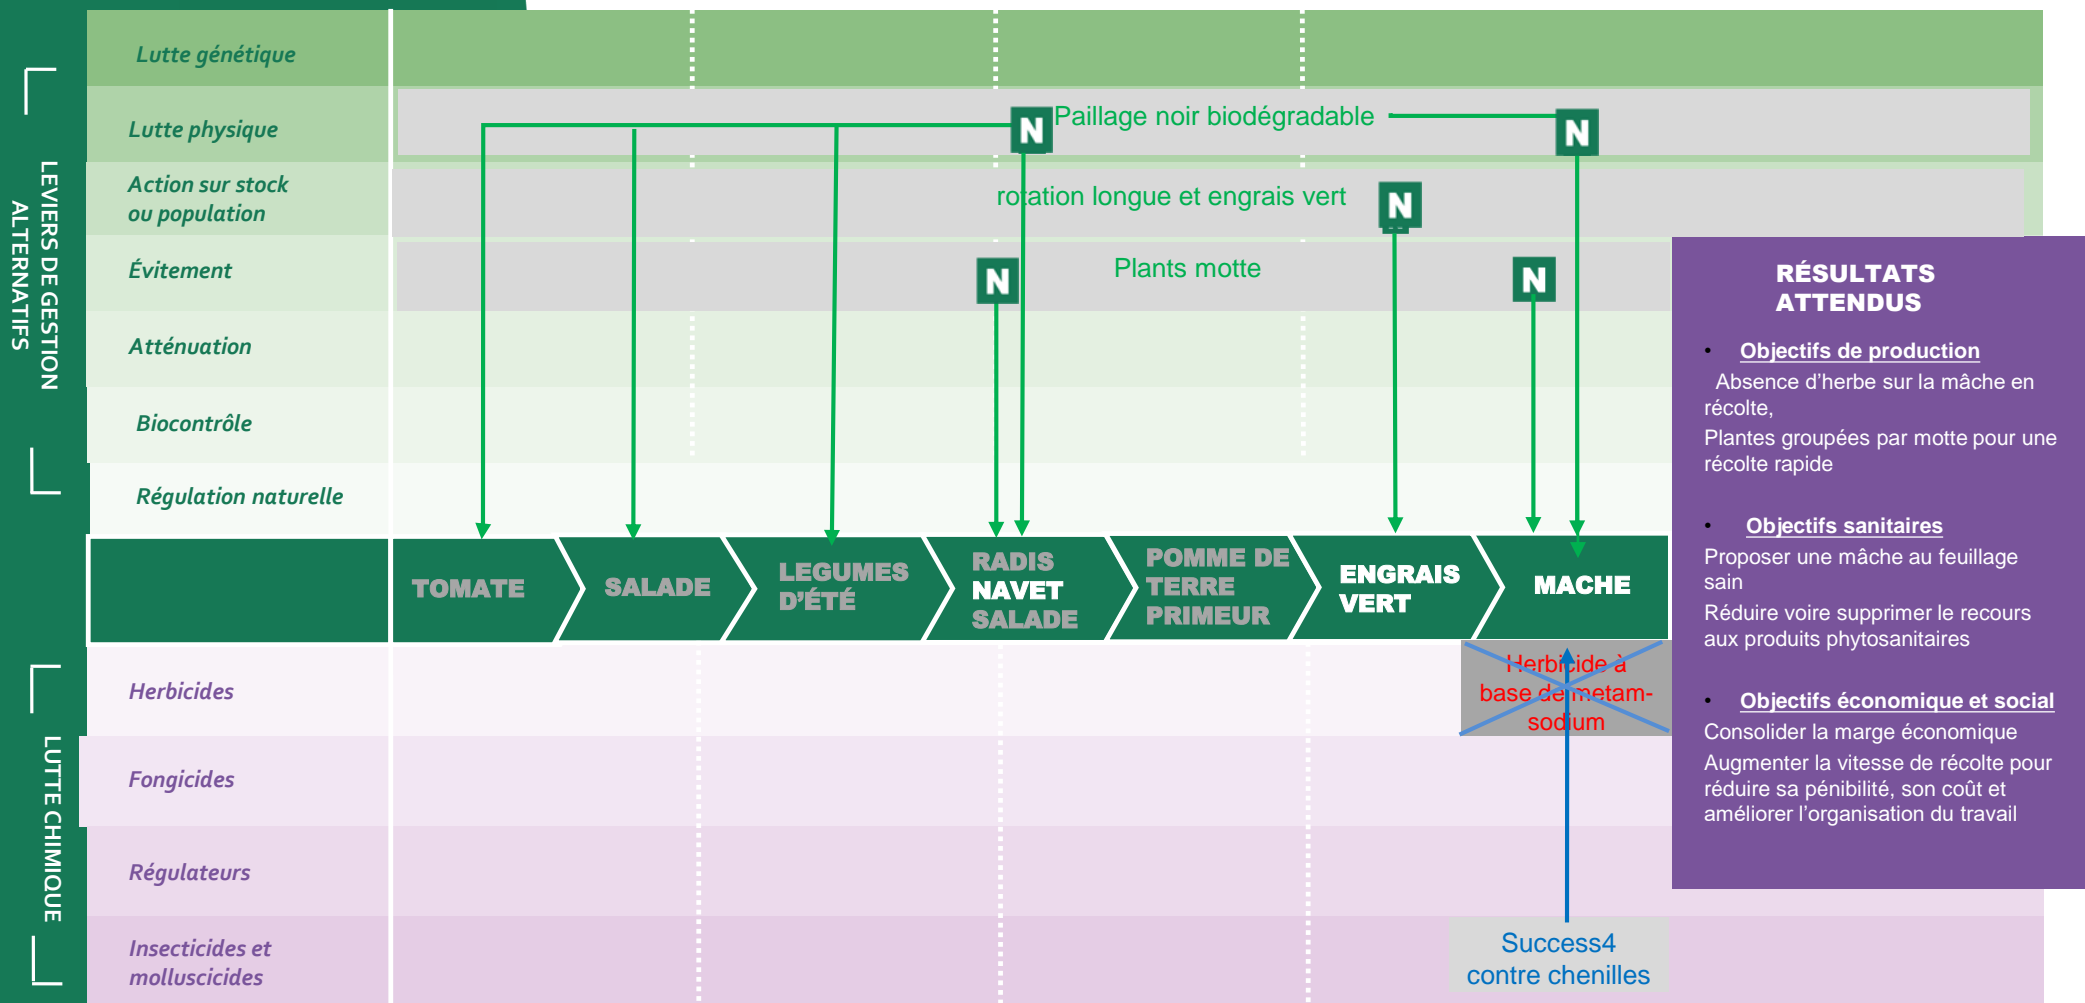 LEVIERS DE GESTION
ALTERNATIFS
Lutte génétique
Lutte physique
N
Paillage noir biodégradable
N
Action sur stock
ou population
rotation longue et engrais vert
N
Évitement
N
Plants motte
N
Atténuation
Biocontrôle
Régulation naturelle
TOMATE
SALADE
LEGUMES
D'ÉTÉ
RADIS
NAVET
SALADE
POMME DE
TERRE
PRIMEUR
ENGRAIS
VERT
MACHE
LUTTE CHIMIQUE
Herbicides
Herbicide à
base de metam-
sodium
Fongicides
Régulateurs
Insecticides et
molluscicides
Success4
contre chenilles
RÉSULTATS
ATTENDUS
• Objectifs de production
Absence d'herbe sur la mâche en
récolte,
Plantes groupées par motte pour une
récolte rapide
• Objectifs sanitaires
Proposer une mâche au feuillage
sain
Réduire voire supprimer le recours
aux produits phytosanitaires
• Objectifs économique et social
Consolider la marge économique
Augmenter la vitesse de récolte pour
réduire sa pénibilité, son coût et
améliorer l'organisation du travail